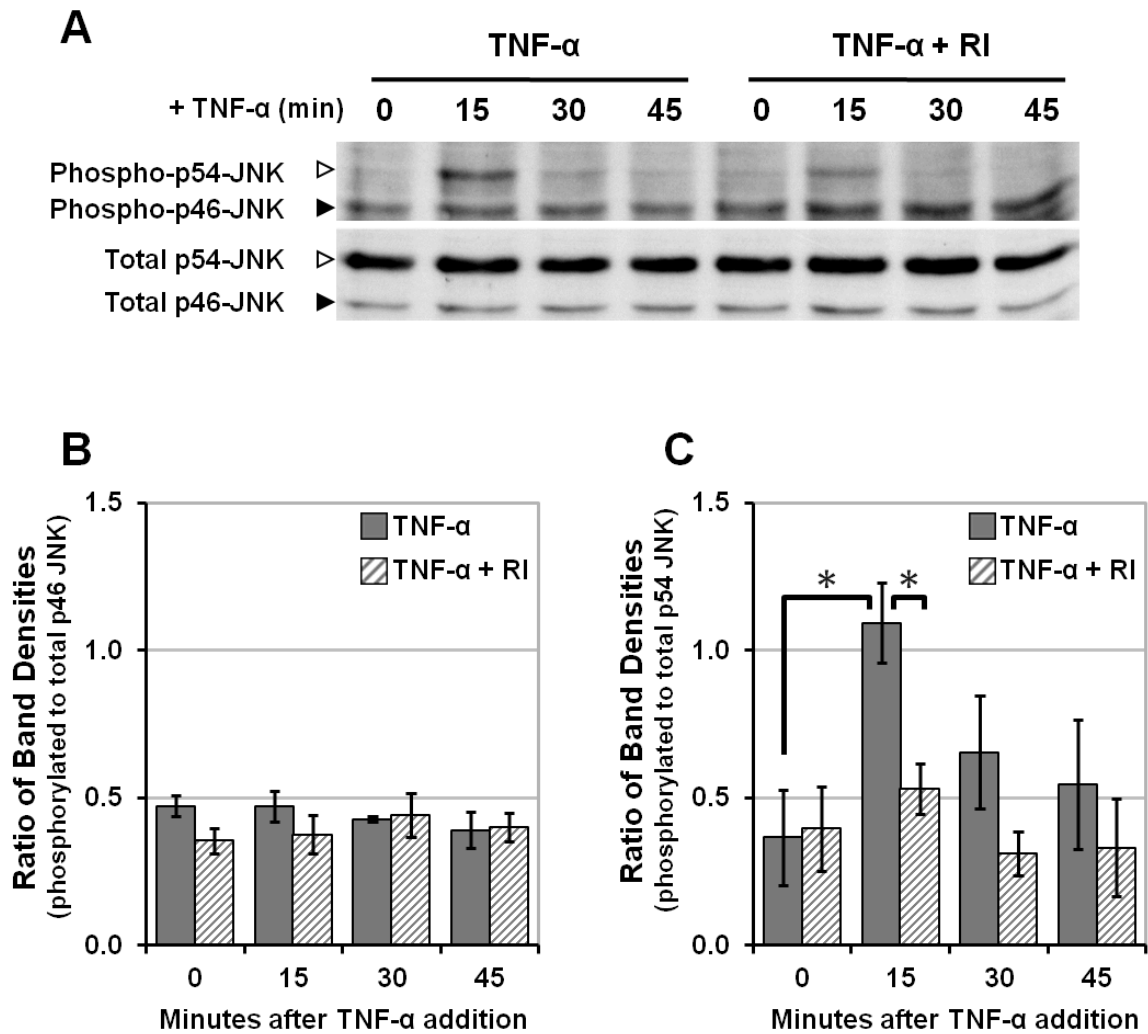 A
TNF-α TNF-α + RI
+ TNF-α (min) 0 15 30 45 0 15 30 45
Phospho-p54-JNK
Phospho-p46-JNK
Total p54-JNK
Total p46-JNK
B
Ratio of Band Densities
(phosphorylated to total p46 JNK)
1.5
1.0
0.5
0.0
TNF-α
TNF-α + RI
0 15 30 45
Minutes after TNF-α addition
C
Ratio of Band Densities
(phosphorylated to total p54 JNK)
1.5
1.0
0.5
0.0
TNF-α
TNF-α + RI
* *
0 15 30 45
Minutes after TNF-α addition